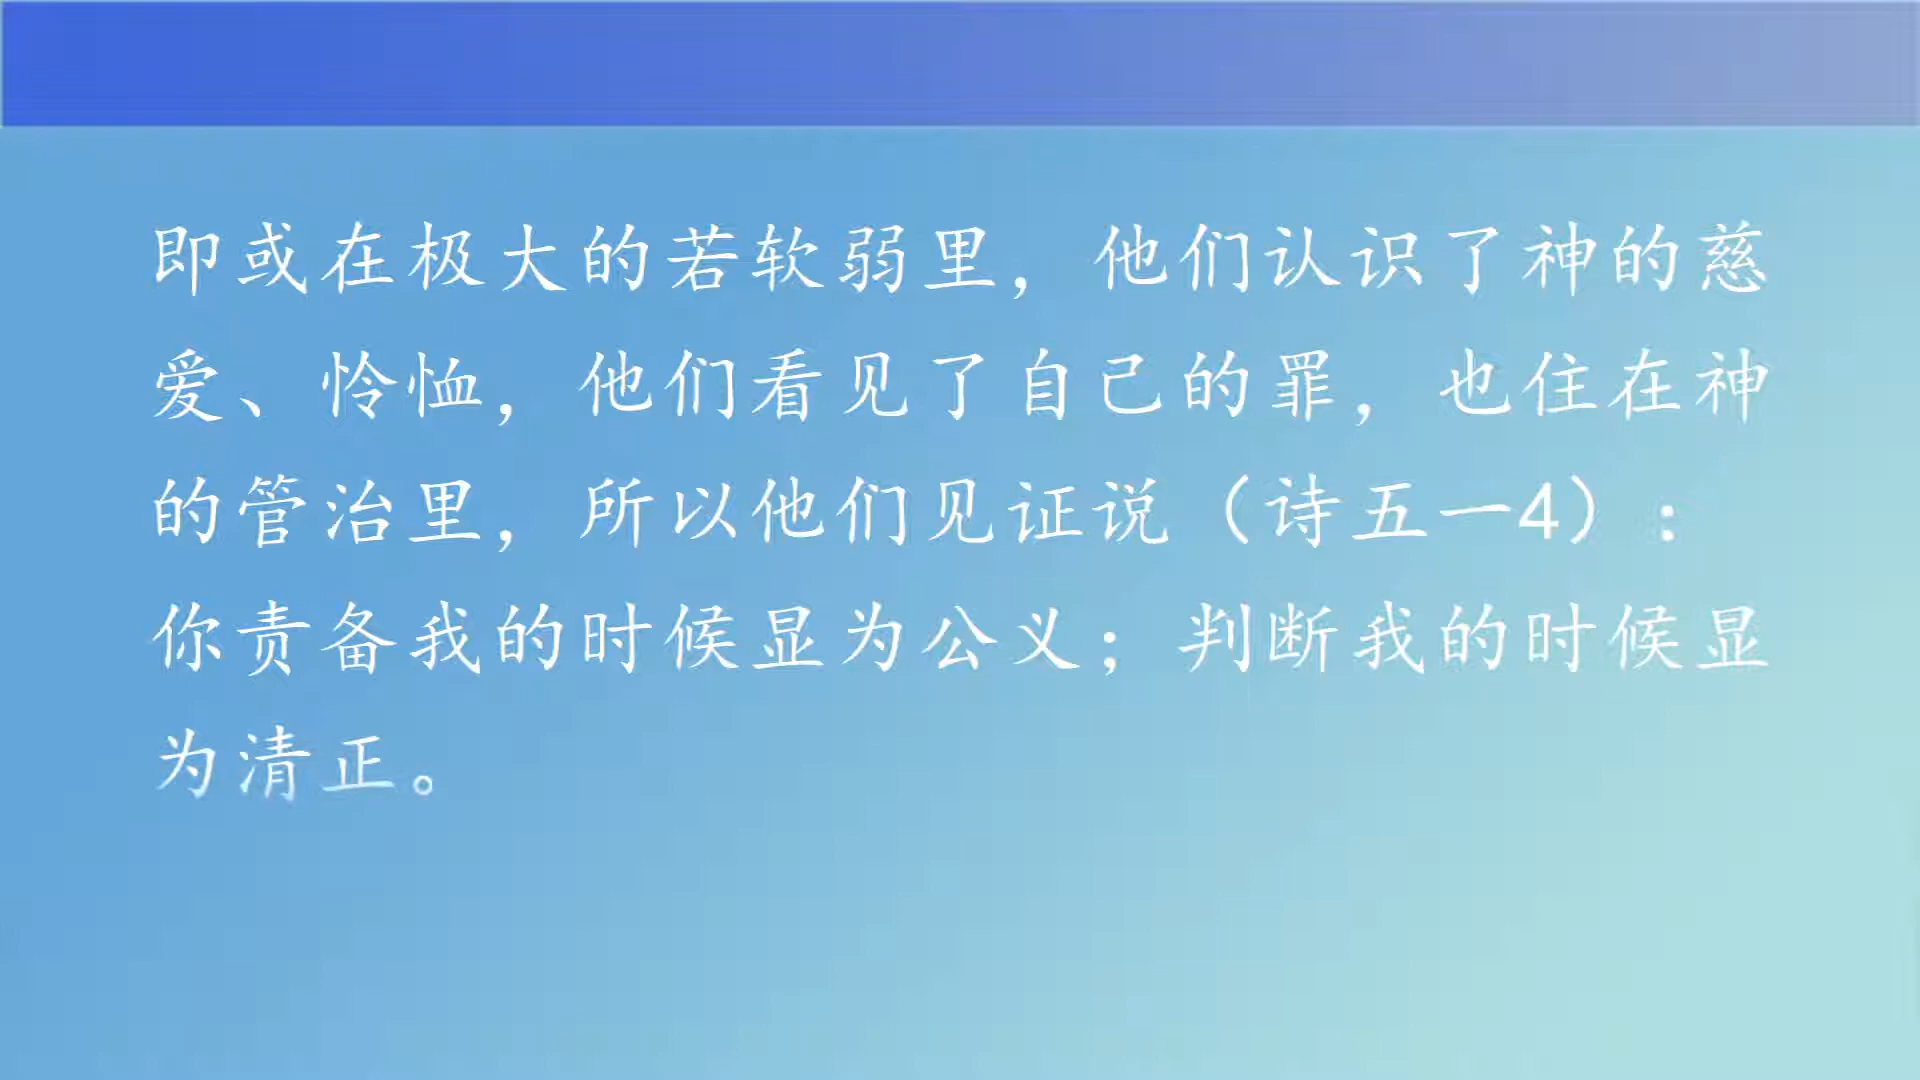 即或在极大的若软弱里，他们认识了神的慈
爱、怜恤，他们看见了自己的罪，也住在神
的管治里，所以他们见证说（诗五一4）：
你责备我的时候显为公义；判断我的时候显
为清正。